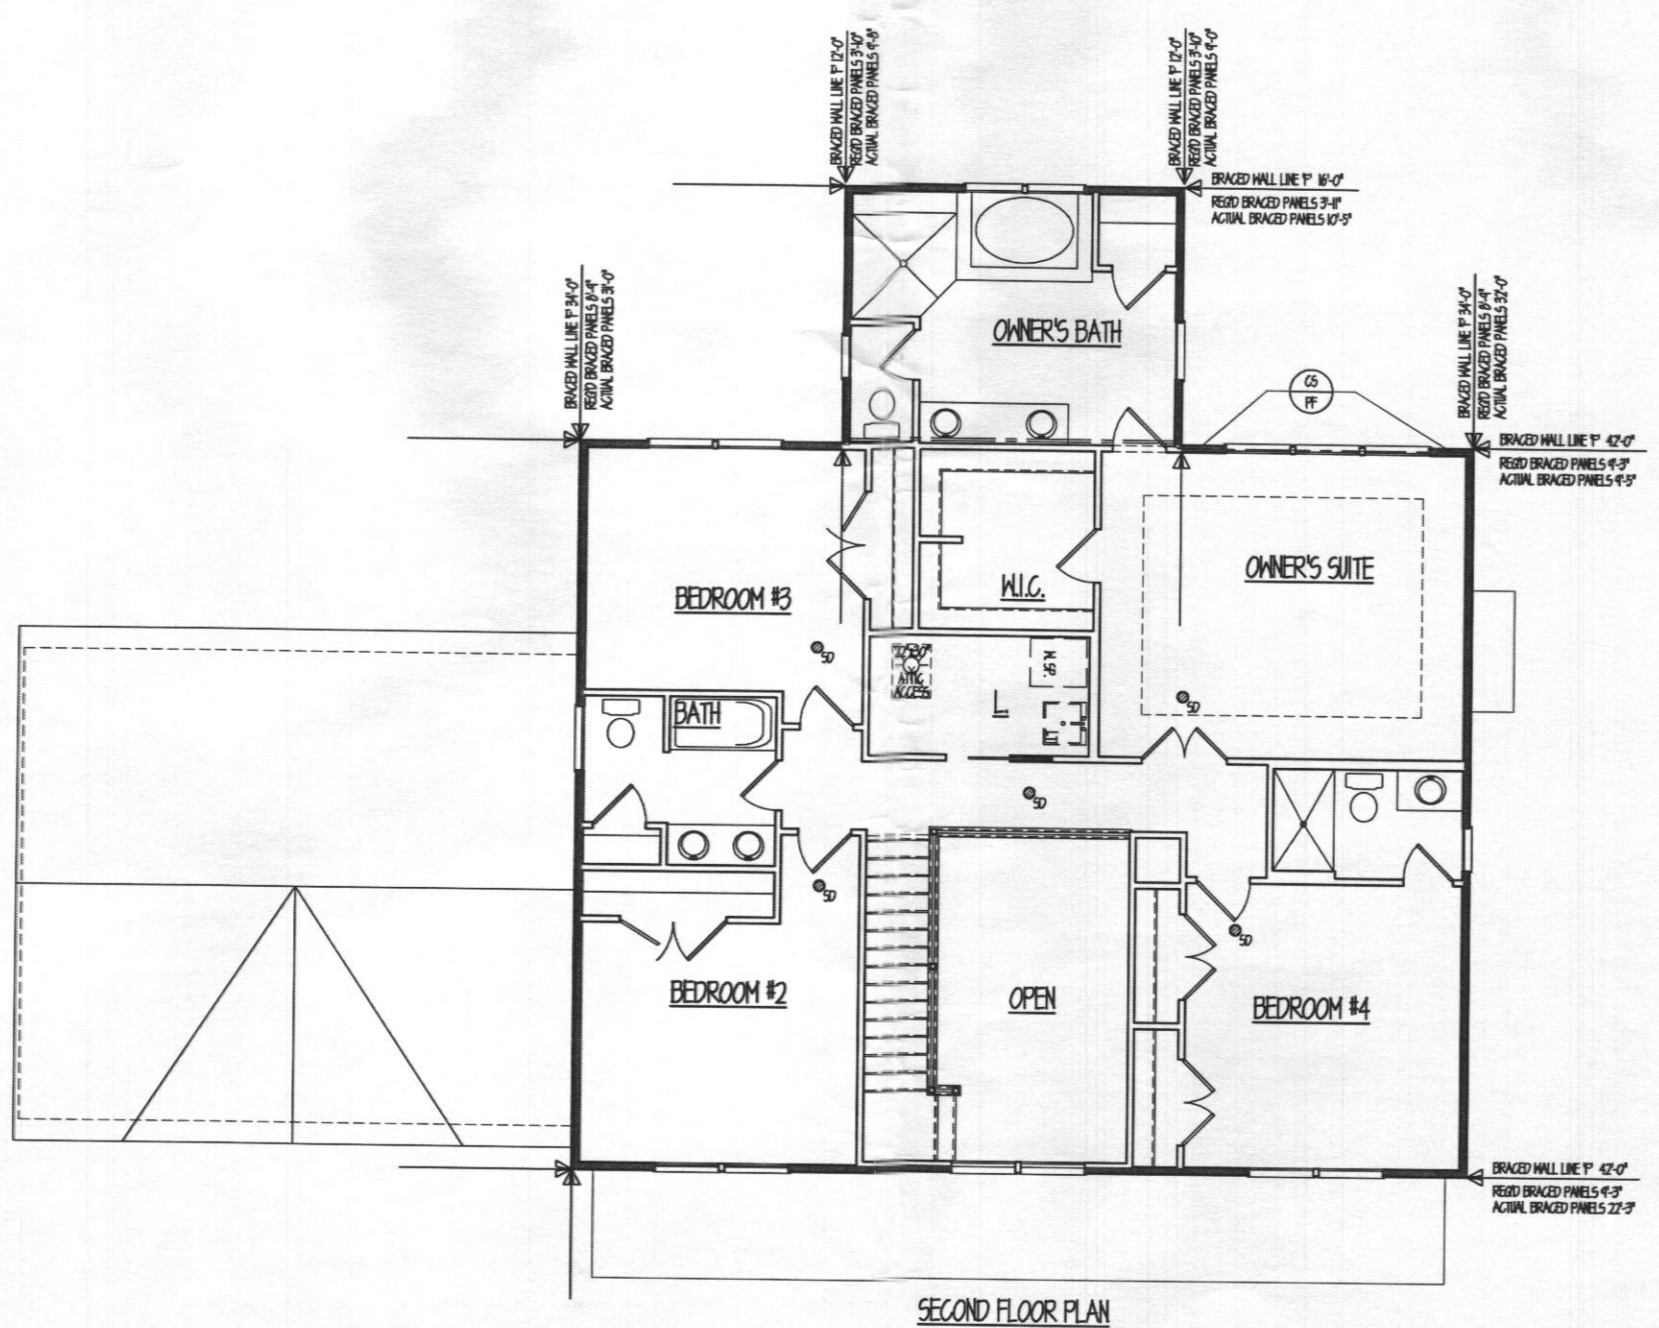 BRACED WALL LINE "F" 12'-0"
REQ'D BRACED PANELS 3'-10"
ACTUAL BRACED PANELS 9'-8"
BRACED WALL LINE "F" 12'-0"
REQ'D BRACED PANELS 3'-10"
ACTUAL BRACED PANELS 9'-0"
BRACED WALL LINE "F" 16'-0"
REQ'D BRACED PANELS 3'-11"
ACTUAL BRACED PANELS 10'-5"
BRACED WALL LINE "F" 34'-0"
REQ'D BRACED PANELS 8'-4"
ACTUAL BRACED PANELS 31'-0"
OWNER'S BATH
CS
PF
BRACED WALL LINE "F" 34'-0"
REQ'D BRACED PANELS 8'-4"
ACTUAL BRACED PANELS 32'-0"
BRACED WALL LINE "F" 42'-0"
REQ'D BRACED PANELS 9'-3"
ACTUAL BRACED PANELS 9'-5"
BEDROOM #3
W.I.C.
OWNER'S SUITE
SD
ATTIC
ACCESS
L.
LT
SD
BATH
SD
SD
SD
BEDROOM #2
OPEN
BEDROOM #4
BRACED WALL LINE "F" 42'-0"
REQ'D BRACED PANELS 9'-3"
ACTUAL BRACED PANELS 22'-3"
SECOND FLOOR PLAN